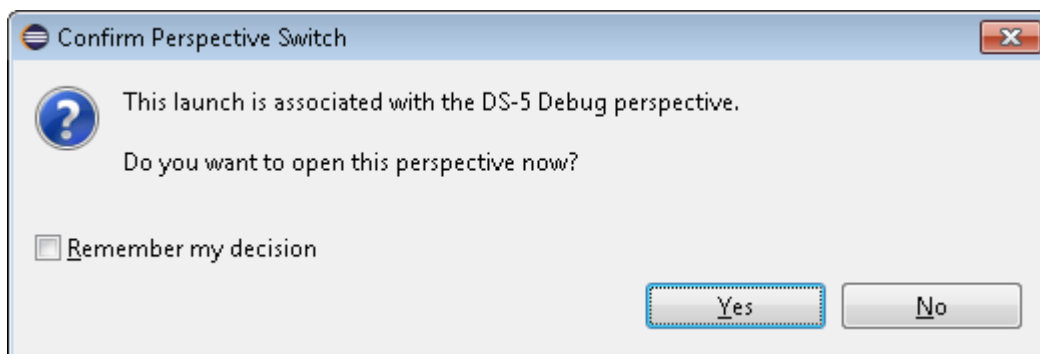 Confirm Perspective Switch
This launch is associated with the DS-5 Debug perspective.
Do you want to open this perspective now?
Remember my decision
Yes No